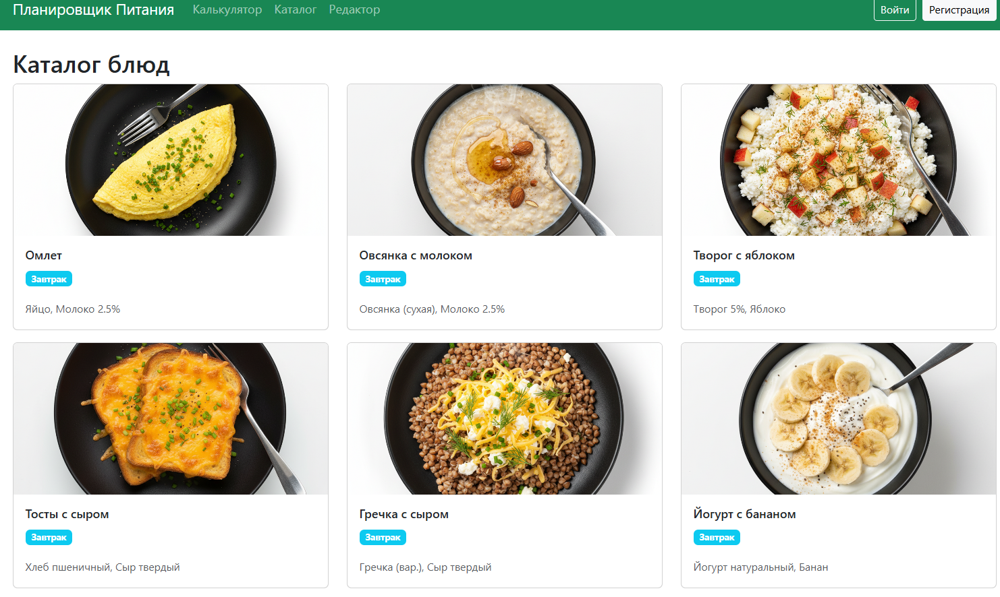 Планировщик Питания Калькулятор Каталог Редактор Войти Регистрация
Каталог блюд
Омлет
Завтрак
Яйцо, Молоко 2.5%
Овсянка с молоком
Завтрак
Овсянка (сухая), Молоко 2.5%
Творог с яблоком
Завтрак
Творог 5%, Яблоко
Тосты с сыром
Завтрак
Хлеб пшеничный, Сыр твердый
Гречка с сыром
Завтрак
Гречка (вар.), Сыр твердый
Йогурт с бананом
Завтрак
Йогурт натуральный, Банан